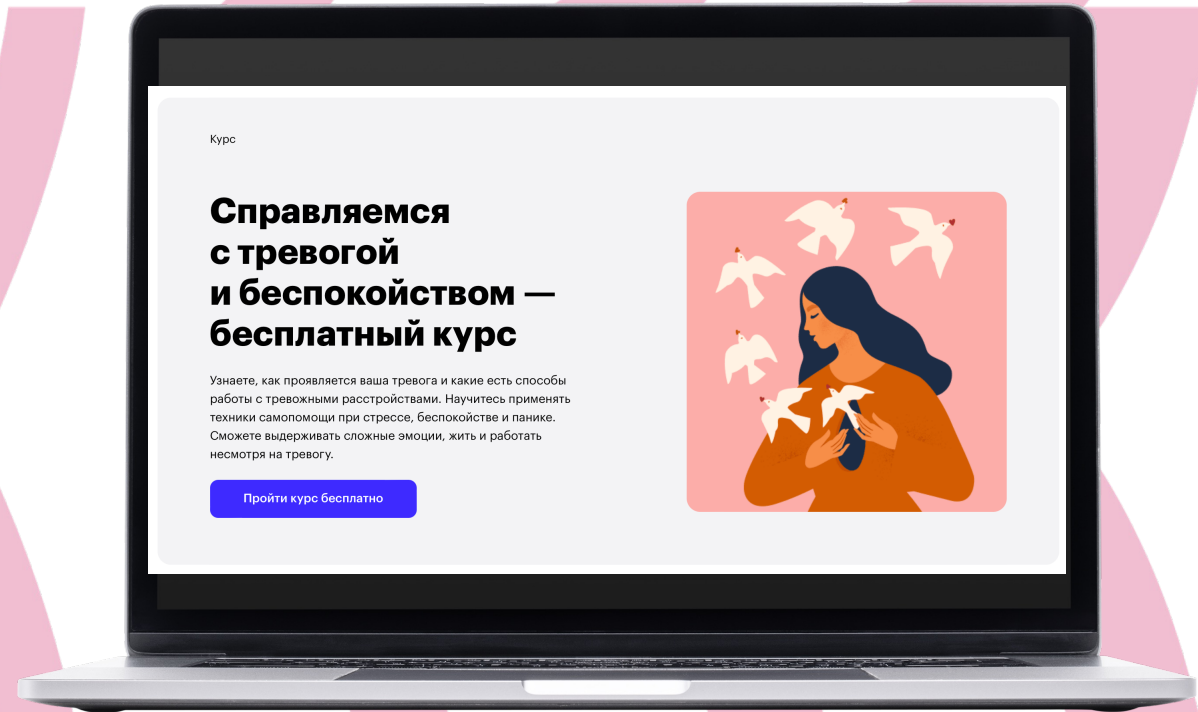 Курс
Справляемся
с тревогой
и беспокойством —
бесплатный курс
Узнаете, как проявляется ваша тревога и какие есть способы
работы с тревожными расстройствами. Научитесь применять
техники самопомощи при стрессе, беспокойстве и панике.
Сможете выдерживать сложные эмоции, жить и работать
несмотря на тревогу.
Пройти курс бесплатно